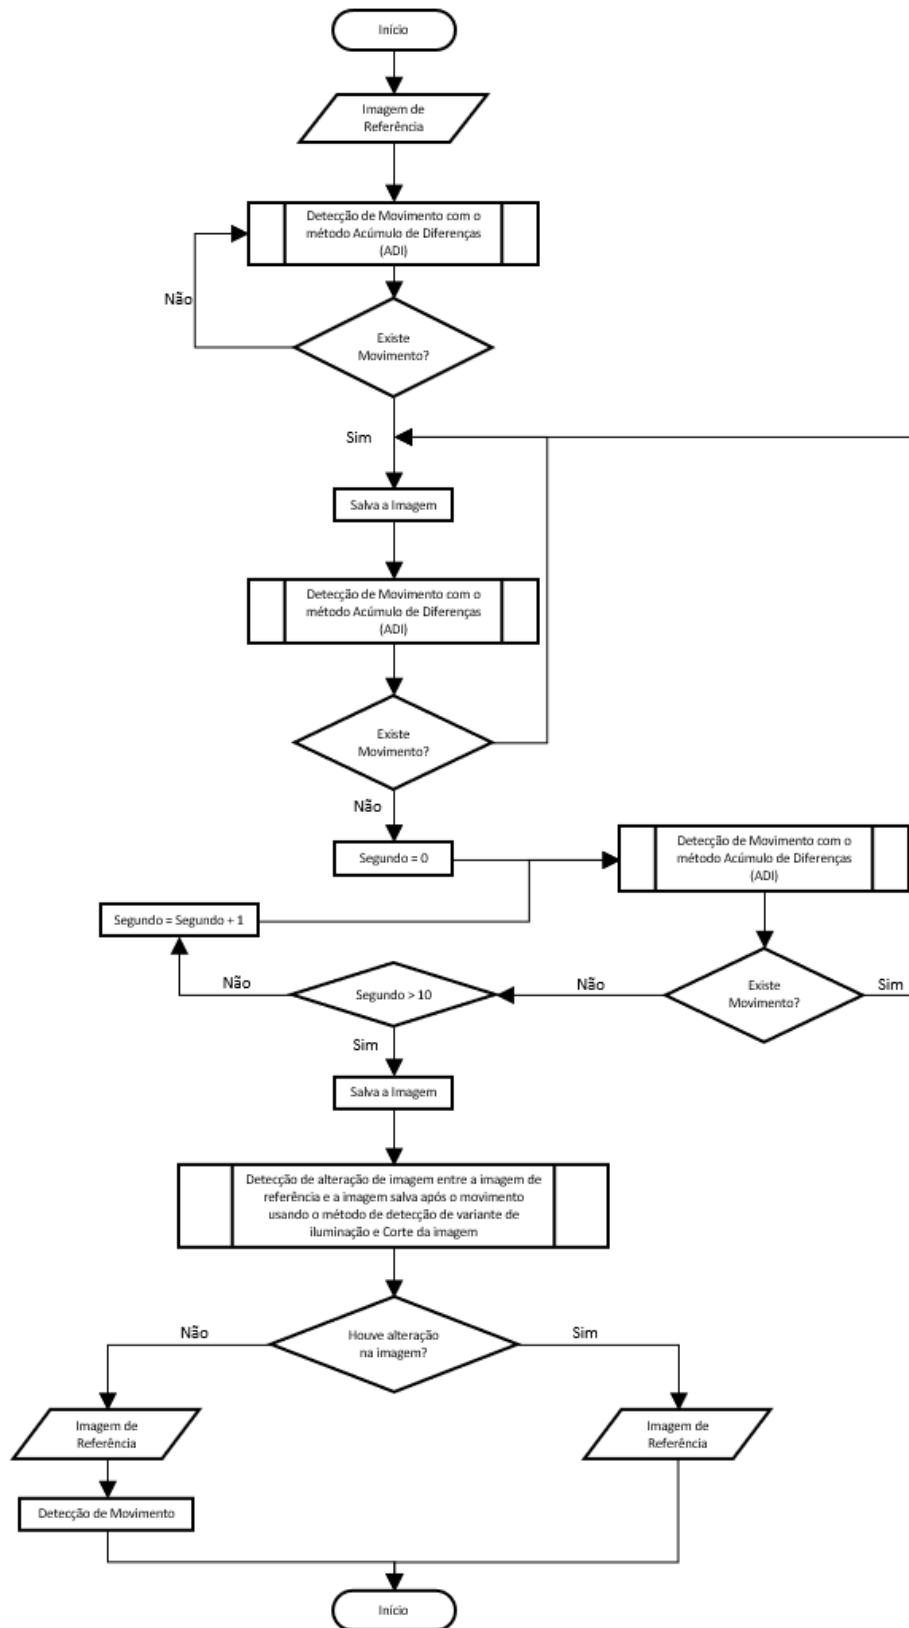 Início
Imagem de
Referência
Detecção de Movimento com o
método Acúmulo de Diferenças
(ADI)
Não
Existe
Movimento?
Sim
Salva a Imagem
Detecção de Movimento com o
método Acúmulo de Diferenças
(ADI)
Existe
Movimento?
Não
Segundo = 0
Detecção de Movimento com o
método Acúmulo de Diferenças
(ADI)
Segundo = Segundo + 1
Não
Segundo > 10
Não
Existe
Movimento?
Sim
Sim
Salva a Imagem
Detecção de alteração de imagem entre a imagem de
referência e a imagem salva após o movimento
usando o método de detecção de variante de
iluminação e Corte da imagem
Não
Houve alteração
na imagem?
Sim
Imagem de
Referência
Imagem de
Referência
Detecção de Movimento
Início